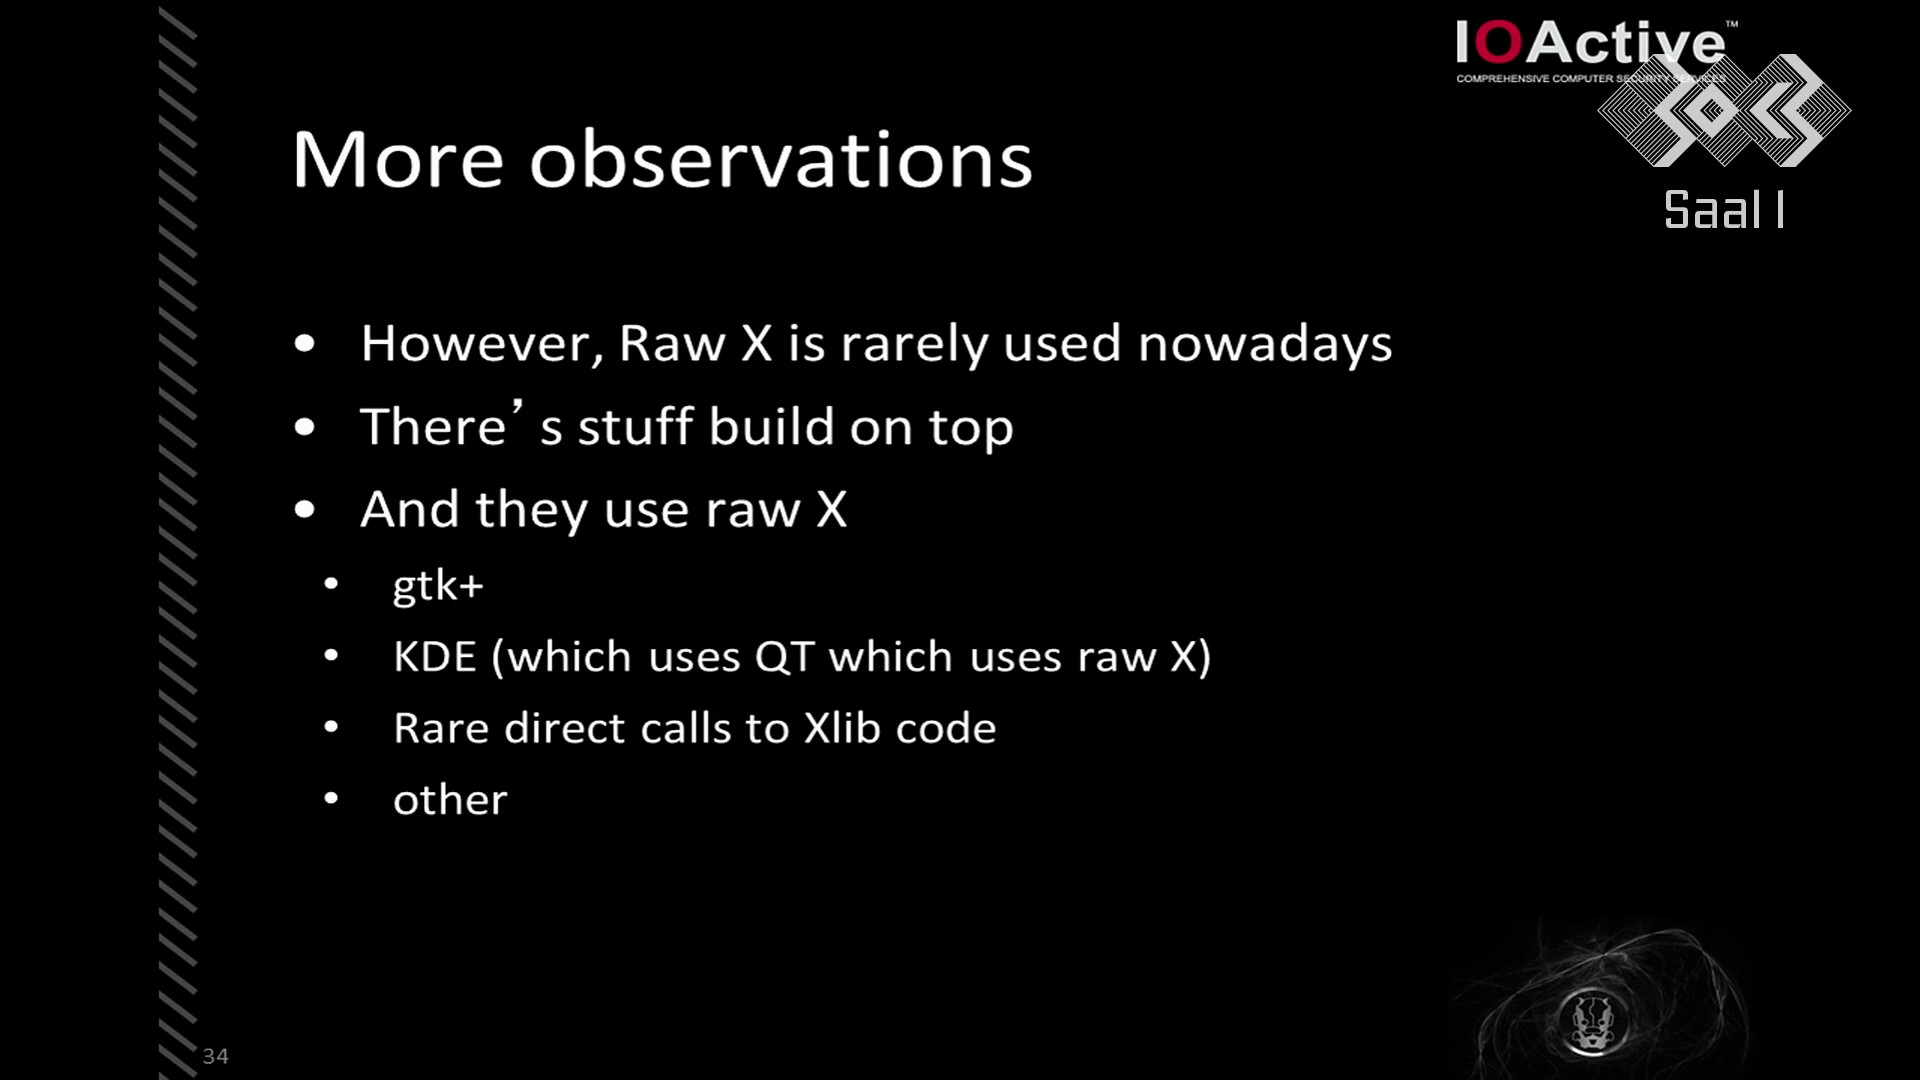 IOActive™
COMPREHENSIVE COMPUTER SECURITY SERVICES
Saal 1
More observations
• However, Raw X is rarely used nowadays
• There’s stuff build on top
• And they use raw X
• gtk+
• KDE (which uses QT which uses raw X)
• Rare direct calls to Xlib code
• other
34